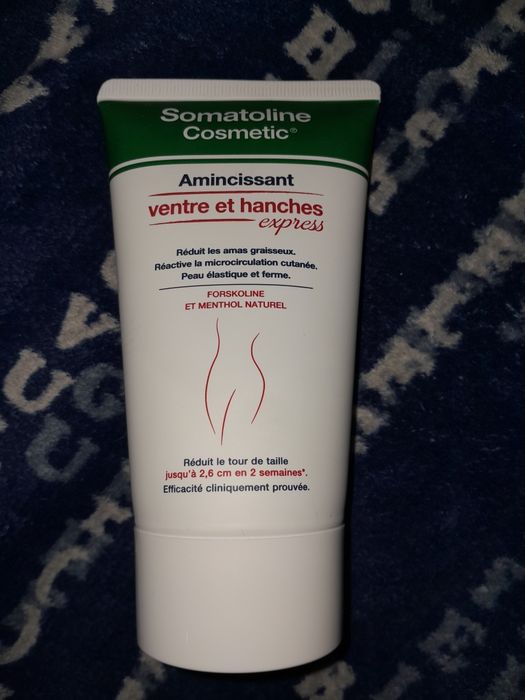 Somatoline
Cosmetic®
Amincissant
ventre et hanches
express
Réduit les amas graisseux.
Réactive la microcirculation cutanée.
Peau élastique et ferme.
FORSKOLINE
ET MENTHOL NATUREL
Réduit le tour de taille
jusqu'à 2,6 cm en 2 semaines*.
Efficacité cliniquement prouvée.